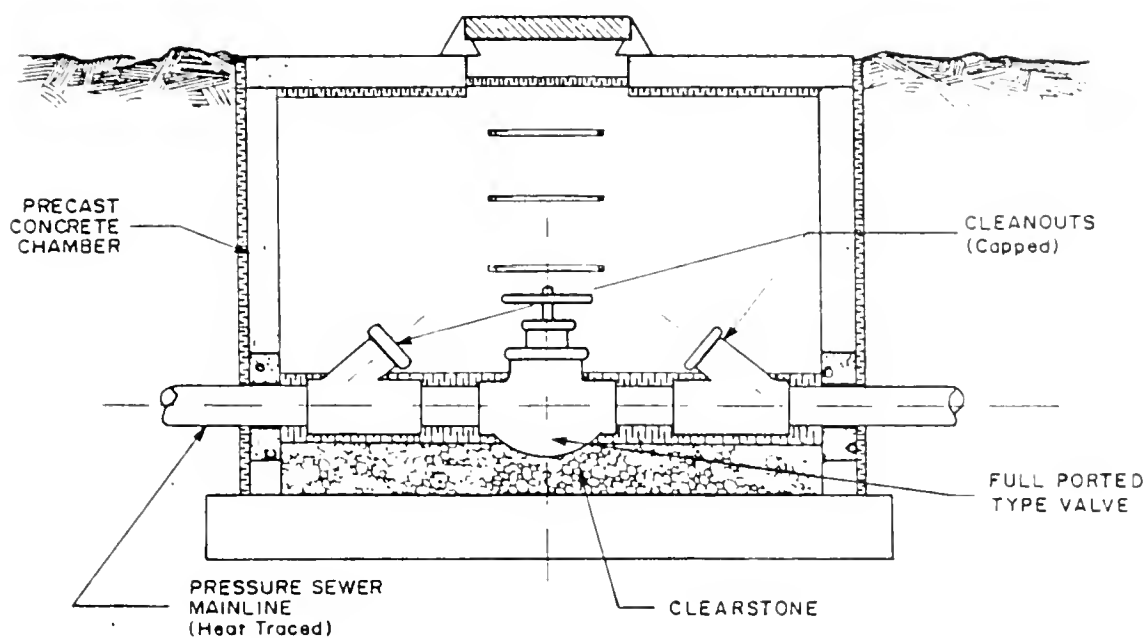 PRECAST
CONCRETE
CHAMBER
CLEANOUTS
(Capped)
FULL PORTED
TYPE VALVE
PRESSURE SEWER
MAINLINE
(Heat Traced)
CLEARSTONE